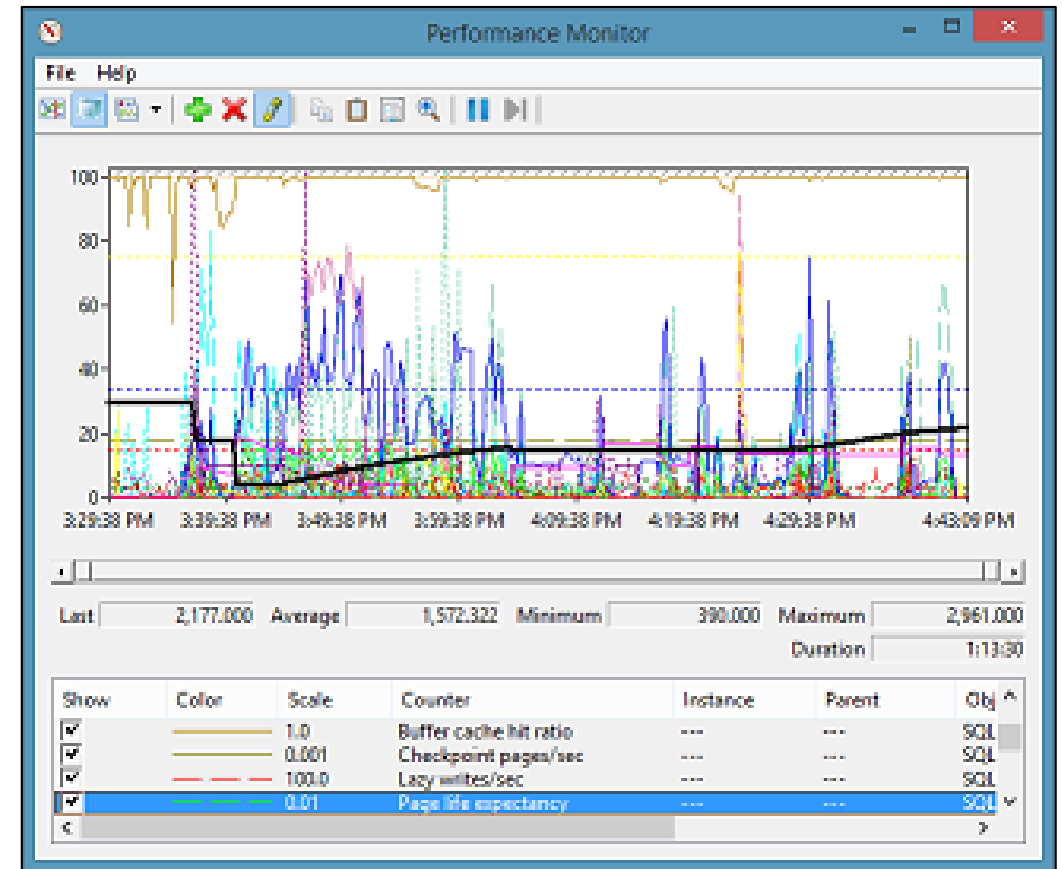 Performance Monitor
File Help
100
80
60
40
20
0
3:29:38 PM 3:39:38 PM 3:49:38 PM 3:59:38 PM 4:09:38 PM 4:19:38 PM 4:29:38 PM 4:43:09 PM
Last 2,177.000 Average 1,572.322 Minimum 390.000 Maximum 2,961.000
Duration 1:13:30
Show Color Scale Counter Instance Parent Obj
1.0 Buffer cache hit ratio --- --- SQL
0.001 Checkpoint pages/sec --- --- SQL
100.0 Lazy writes/sec --- --- SQL
0.01 Page life expectancy --- --- SQL